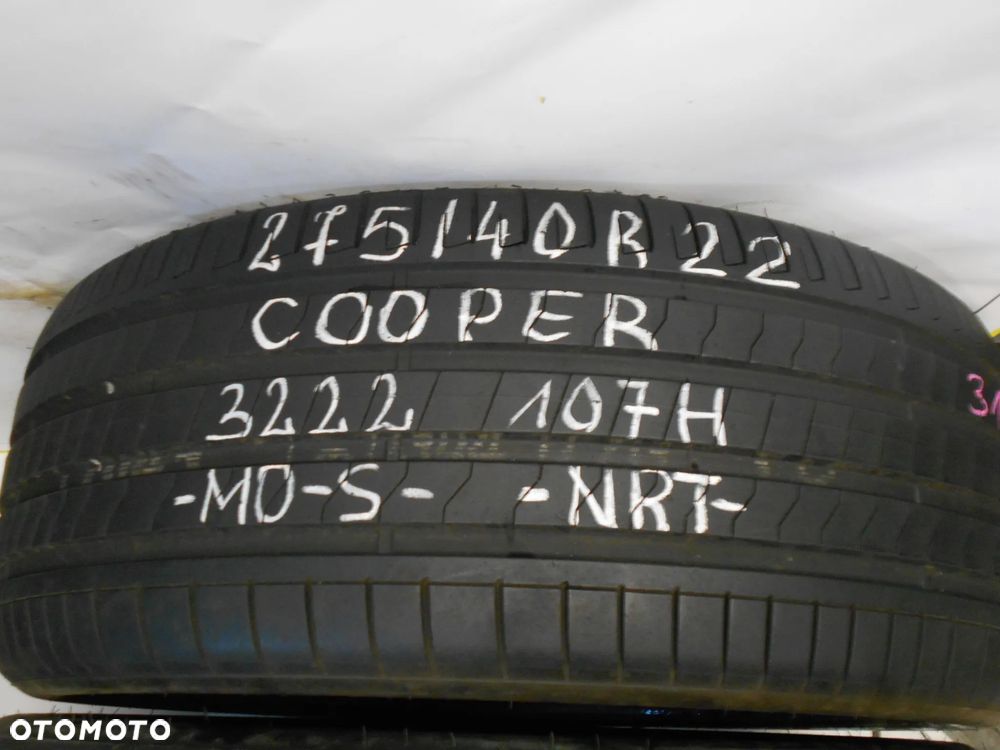 275/40R22
COOPER
3222 107H
-MO-S- -NRT-
OTOMOTO